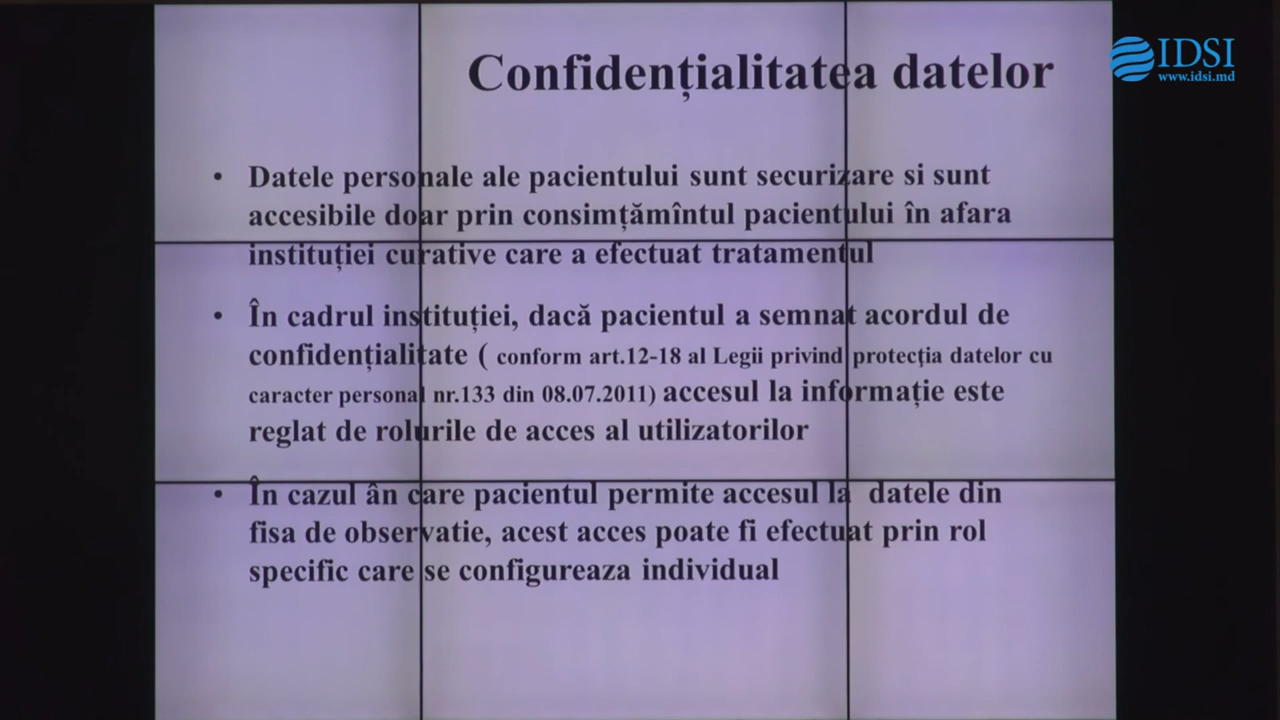 IDSI
www.idsi.md
Confidențialitatea datelor
• Datele personale ale pacientului sunt securizare si sunt
accesibile doar prin consimțămîntul pacientului în afara
instituției curative care a efectuat tratamentul
• În cadrul instituției, dacă pacientul a semnat acordul de
confidențialitate ( conform art.12-18 al Legii privind protecția datelor cu
caracter personal nr.133 din 08.07.2011) accesul la informație este
reglat de rolurile de acces al utilizatorilor
• În cazul ân care pacientul permite accesul la datele din
fisa de observatie, acest acces poate fi efectuat prin rol
specific care se configureaza individual